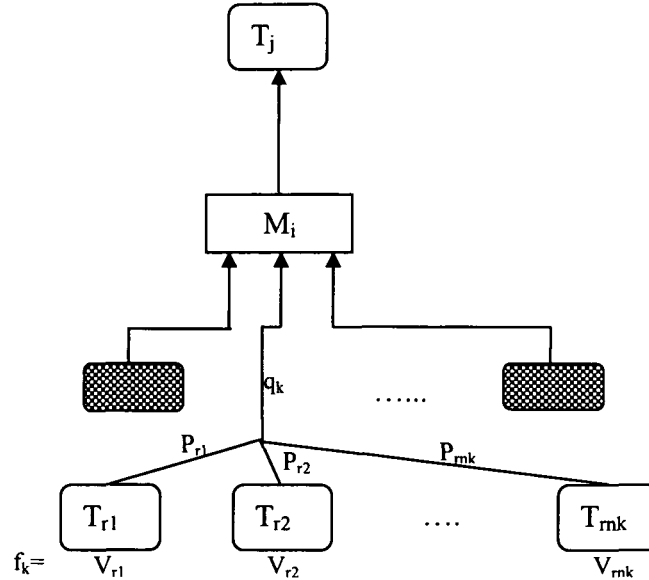 Tj
Mi
qk
.......
Pr1
Pr2
Prnk
Tr1 Tr2 .... Trnk
fk= Vr1 Vr2 Vrnk